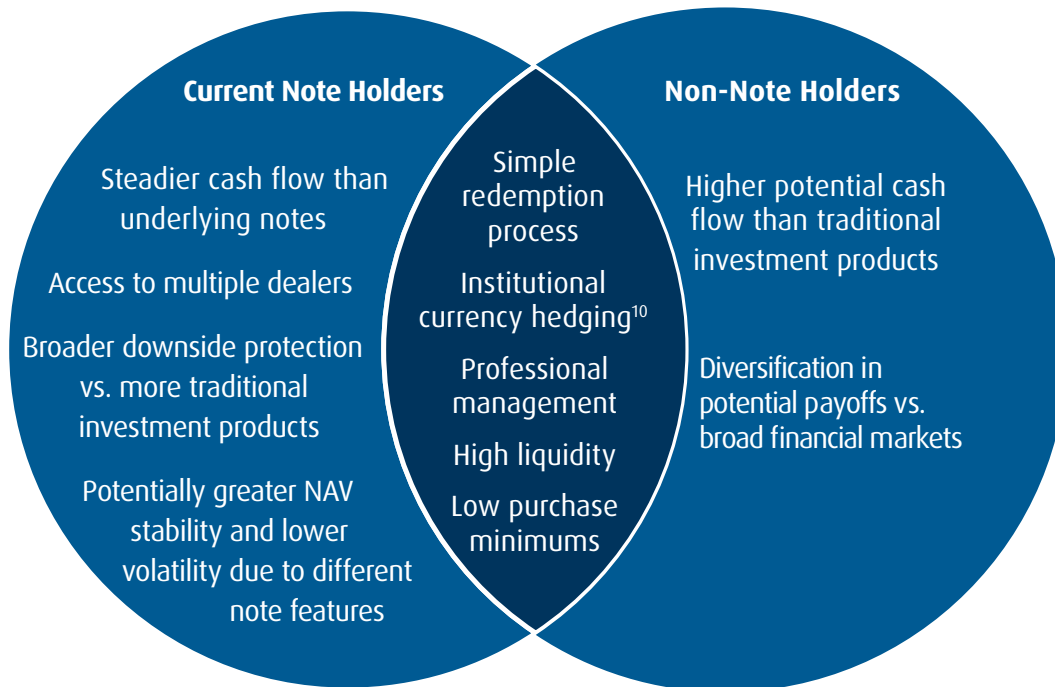 Current Note Holders
Steadier cash flow than
underlying notes
Access to multiple dealers
Broader downside protection
vs. more traditional
investment products
Potentially greater NAV
stability and lower
volatility due to different
note features
Simple
redemption
process
Institutional
currency hedging¹⁰
Professional
management
High liquidity
Low purchase
minimums
Non-Note Holders
Higher potential cash
flow than traditional
investment products
Diversification in
potential payoffs vs.
broad financial markets